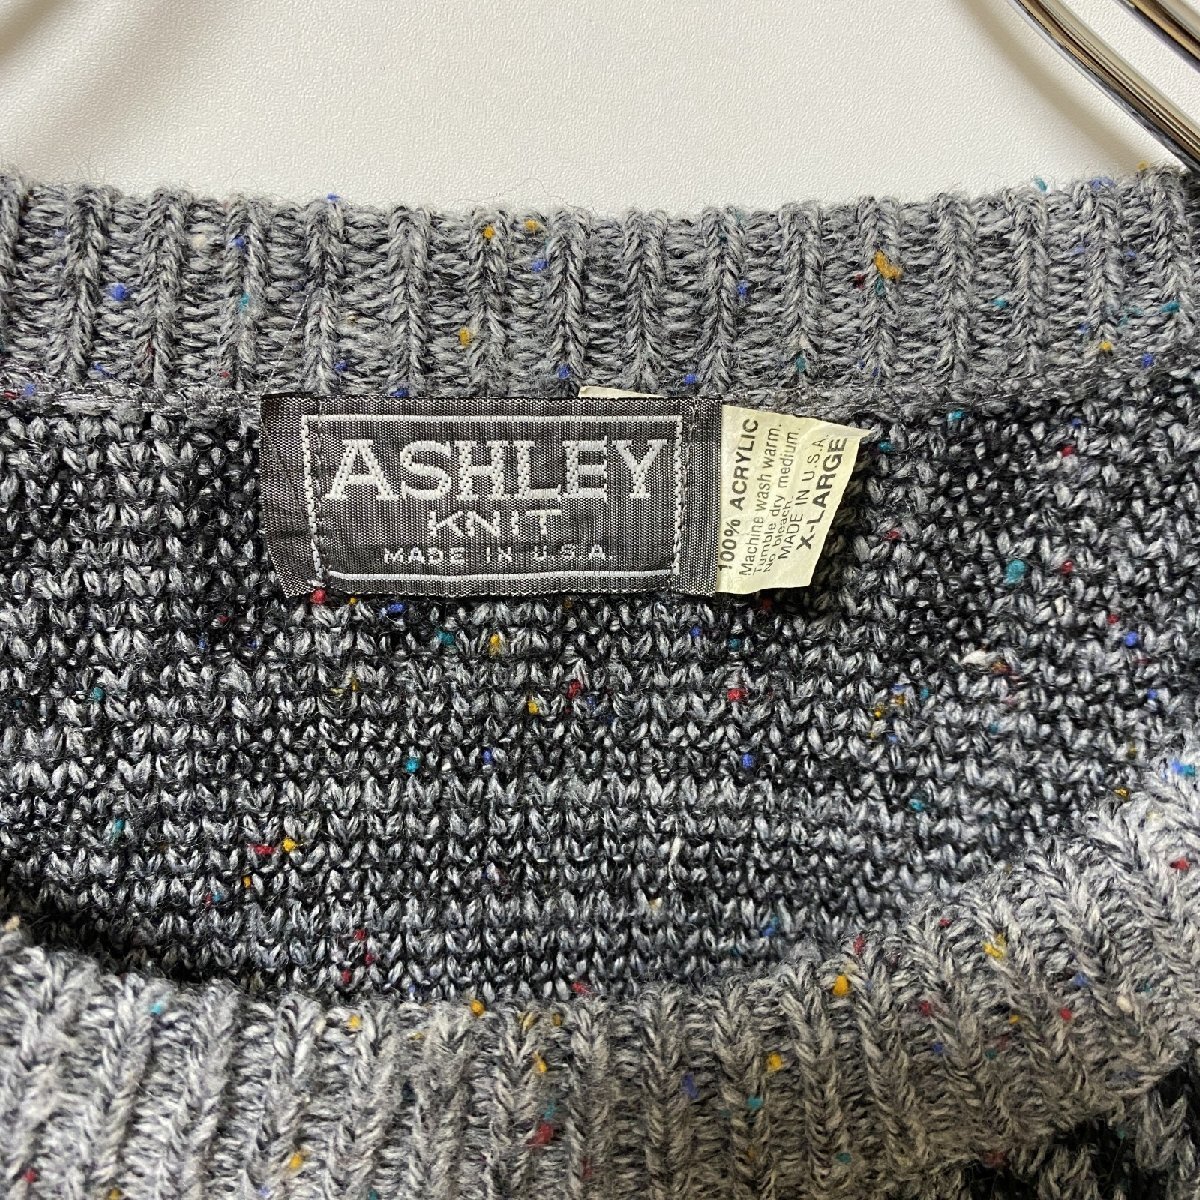 ASHLEY
KNIT
MADE IN U.S.A.
100% ACRYLIC
Machine wash warm.
Tumble dry medium.
No bleach
MADE IN U.S.A
X-LARGE